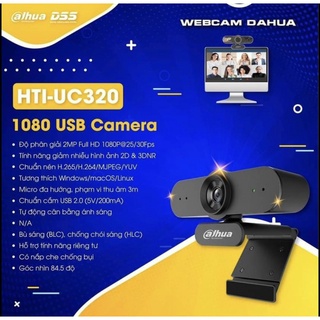 alhua DSS
TECHNOLOGY
WEBCAM DAHUA
HTI-UC320
1080 USB Camera
• Độ phân giải 2MP Full HD 1080P@25/30Fps
• Tính năng giảm nhiễu hình ảnh 2D & 3DNR
• Chuẩn nén H.265/H.264/MJPEG/YUV
• Tương thích Windows/macOS/Linux
• Micro đa hướng, phạm vi thu âm 3m
• Chuẩn cắm USB 2.0 (5V/200mA)
• Tự động cân bằng ánh sáng
• N/A
• Bù sáng (BLC), chống chói sáng (HLC)
• Hỗ trợ tính năng riêng tư
• Có nắp che chống bụi
• Góc nhìn 84.5 độ
alhua